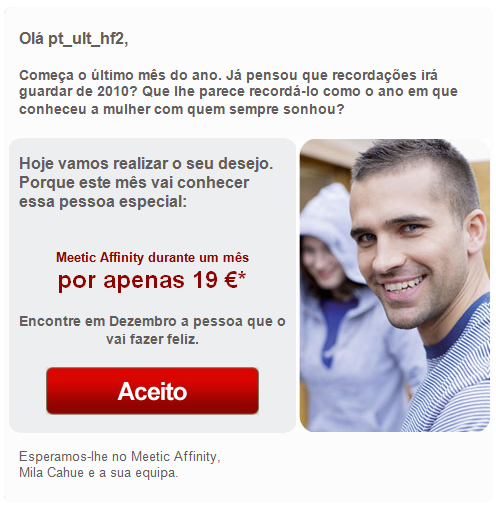 Olá pt_ult_hf2,
Começa o último mês do ano. Já pensou que recordações irá
guardar de 2010? Que lhe parece recordá-lo como o ano em que
conheceu a mulher com quem sempre sonhou?
Hoje vamos realizar o seu desejo.
Porque este mês vai conhecer
essa pessoa especial:
Meetic Affinity durante um mês
por apenas 19 €*
Encontre em Dezembro a pessoa que o
vai fazer feliz.
Aceito
Esperamos-lhe no Meetic Affinity,
Mila Cahue e a sua equipa.